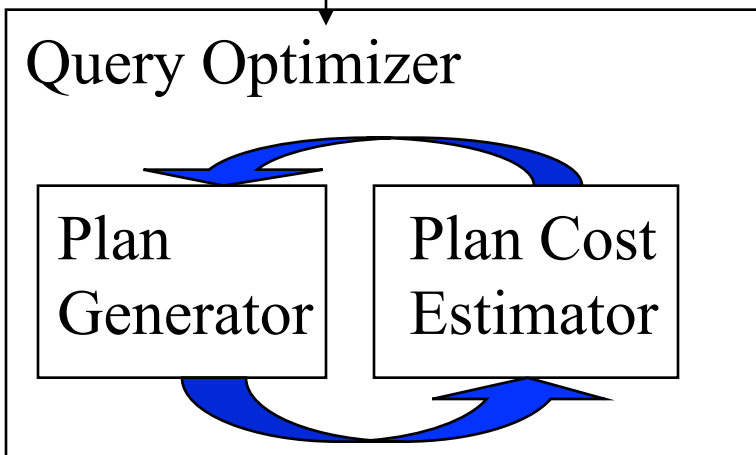 Query Optimizer
Plan
Generator
Plan Cost
Estimator